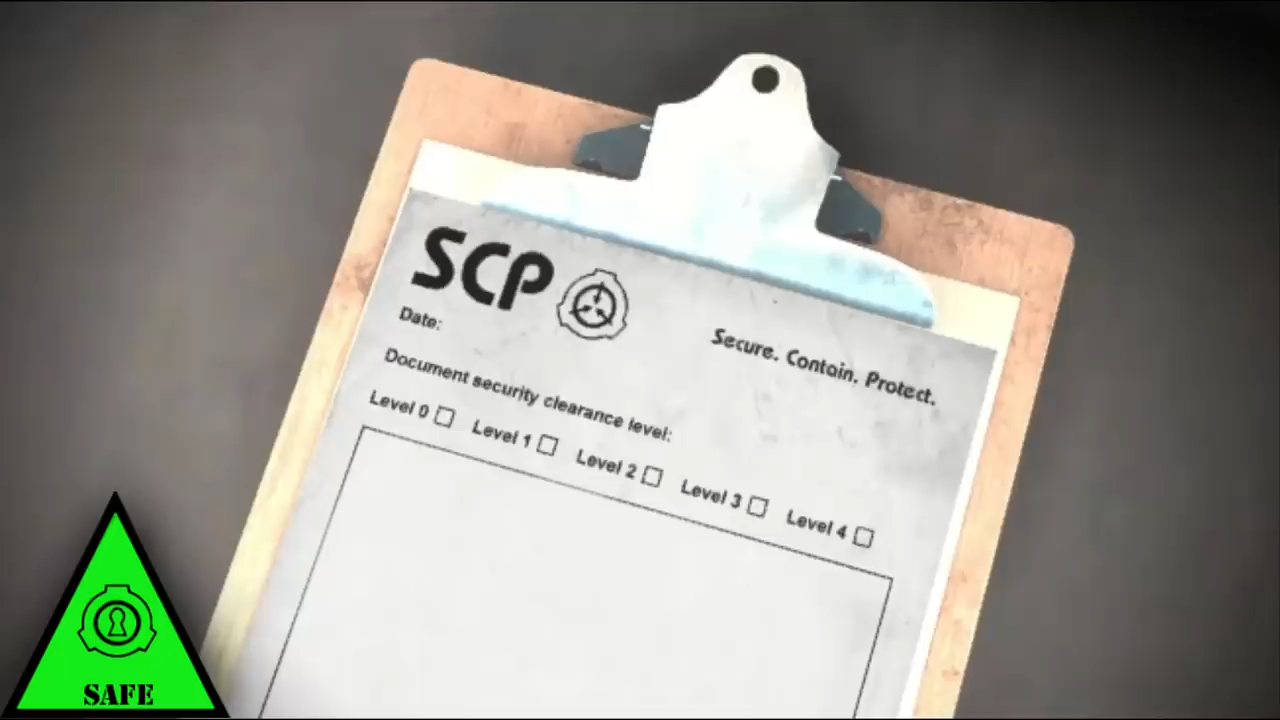 SCP
Secure. Contain. Protect.
Date:
Document security clearance level:
Level 0 Level 1 Level 2 Level 3 Level 4
SAFE